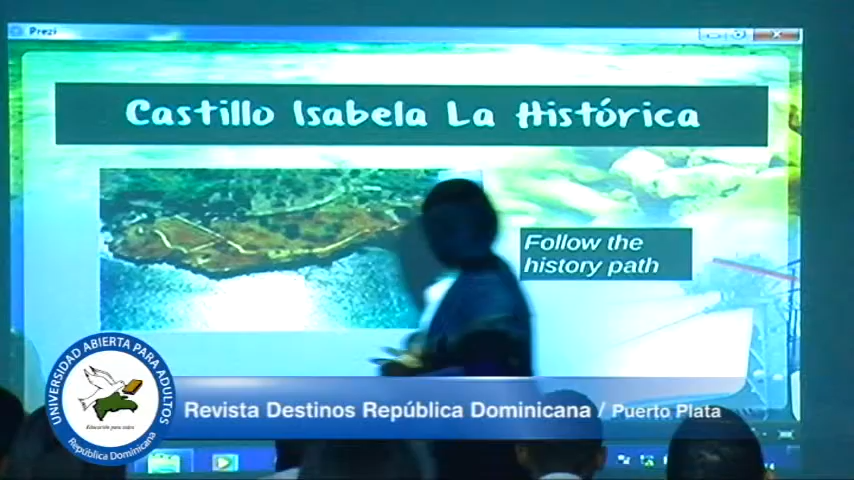 Prezi
Castillo Isabela La Histórica
Follow the
history path
UNIVERSIDAD ABIERTA PARA ADULTOS
Educación para todos
República Dominicana
Revista Destinos República Dominicana / Puerto Plata